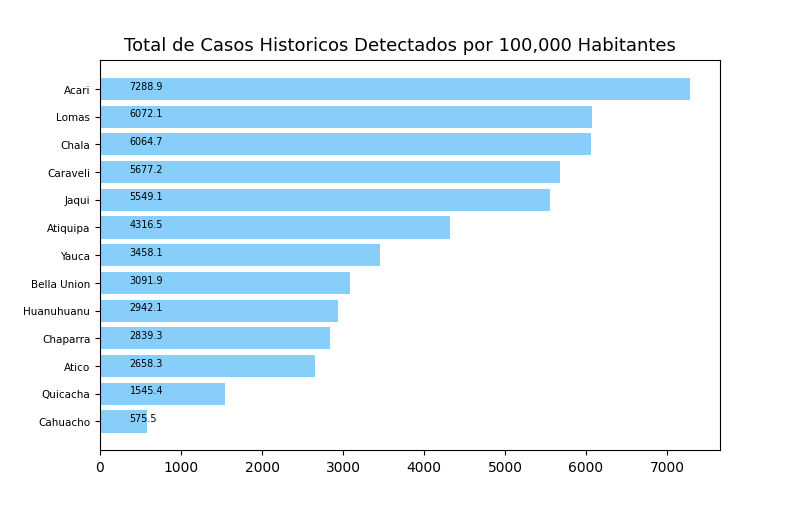 Total de Casos Historicos Detectados por 100,000 Habitantes
Acari 7288.9
Lomas 6072.1
Chala 6064.7
Caraveli 5677.2
Jaqui 5549.1
Atiquipa 4316.5
Yauca 3458.1
Bella Union 3091.9
Huanuhuanu 2942.1
Chaparra 2839.3
Atico 2658.3
Quicacha 1545.4
Cahuacho 575.5
0 1000 2000 3000 4000 5000 6000 7000